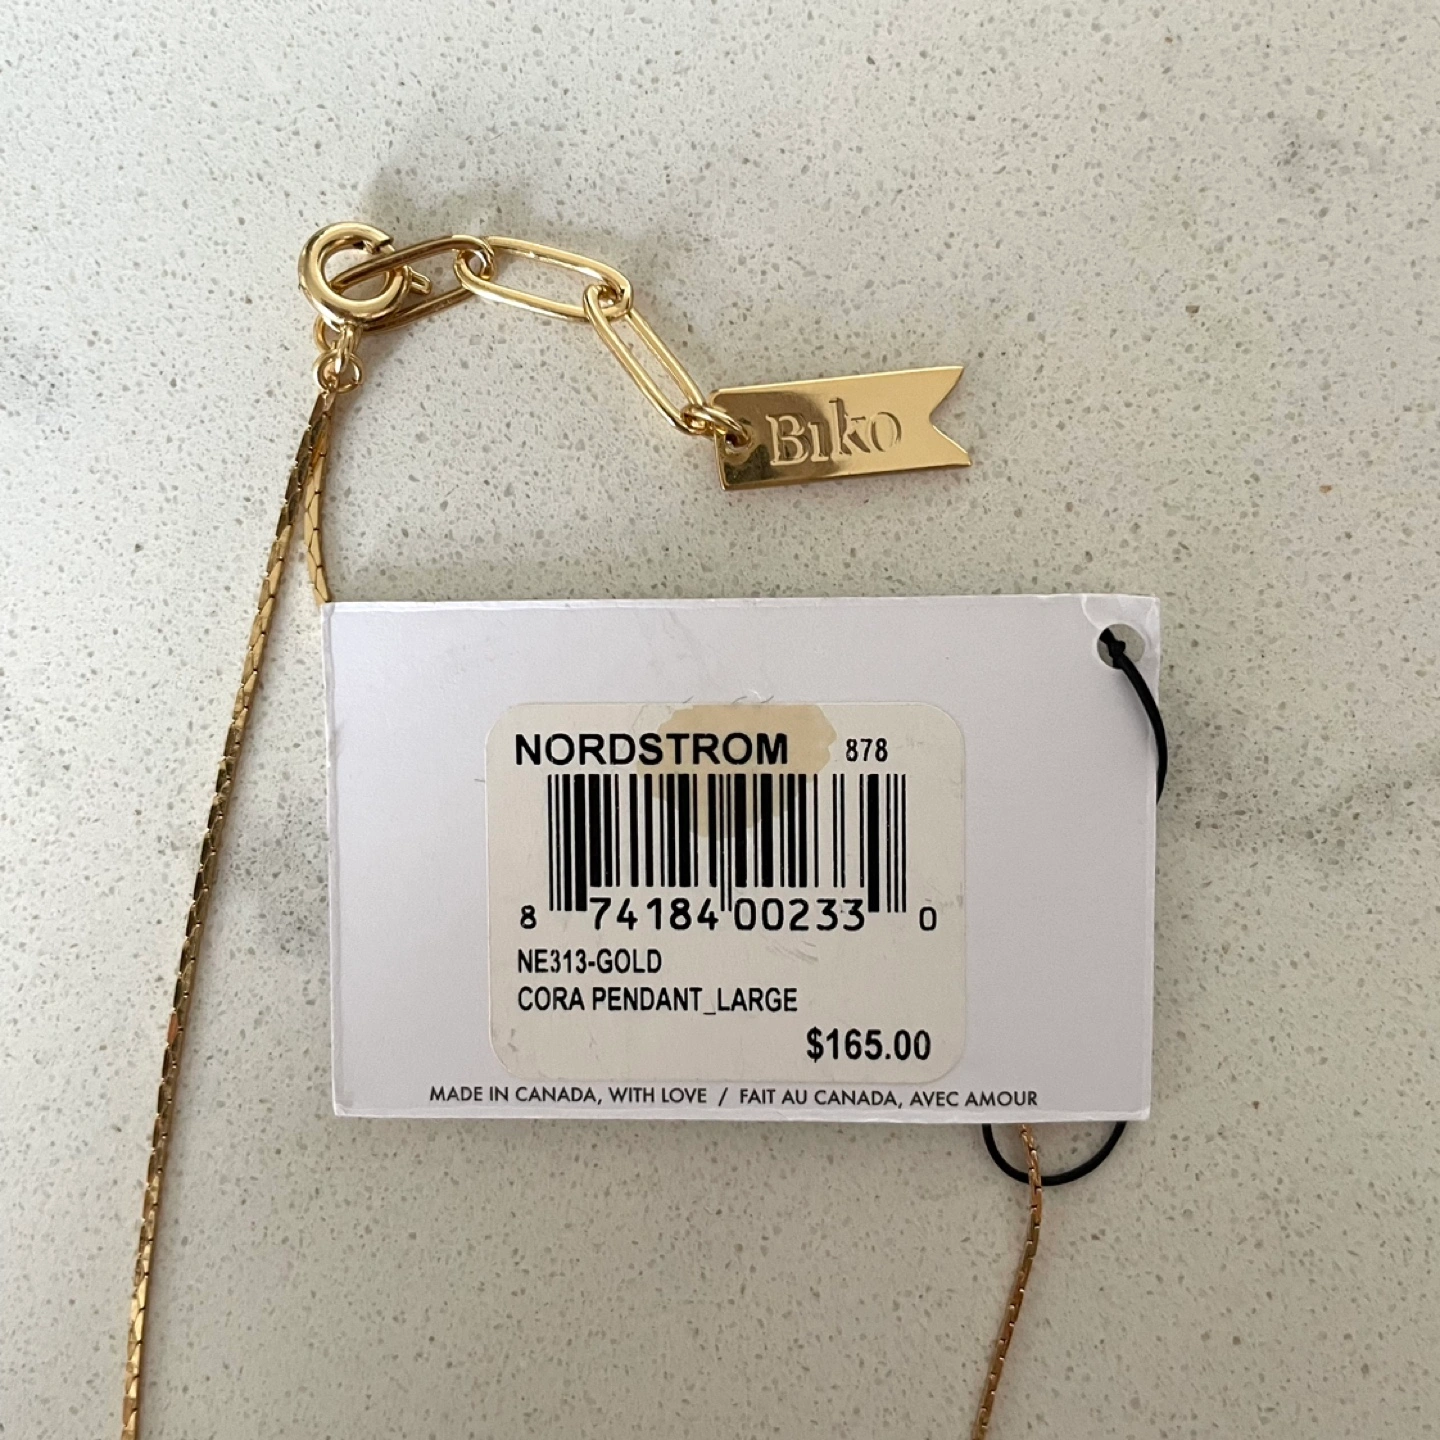 Biko
NORDSTROM 878
8 74184 00233 0
NE313-GOLD
CORA PENDANT_LARGE
$165.00
MADE IN CANADA, WITH LOVE / FAIT AU CANADA, AVEC AMOUR